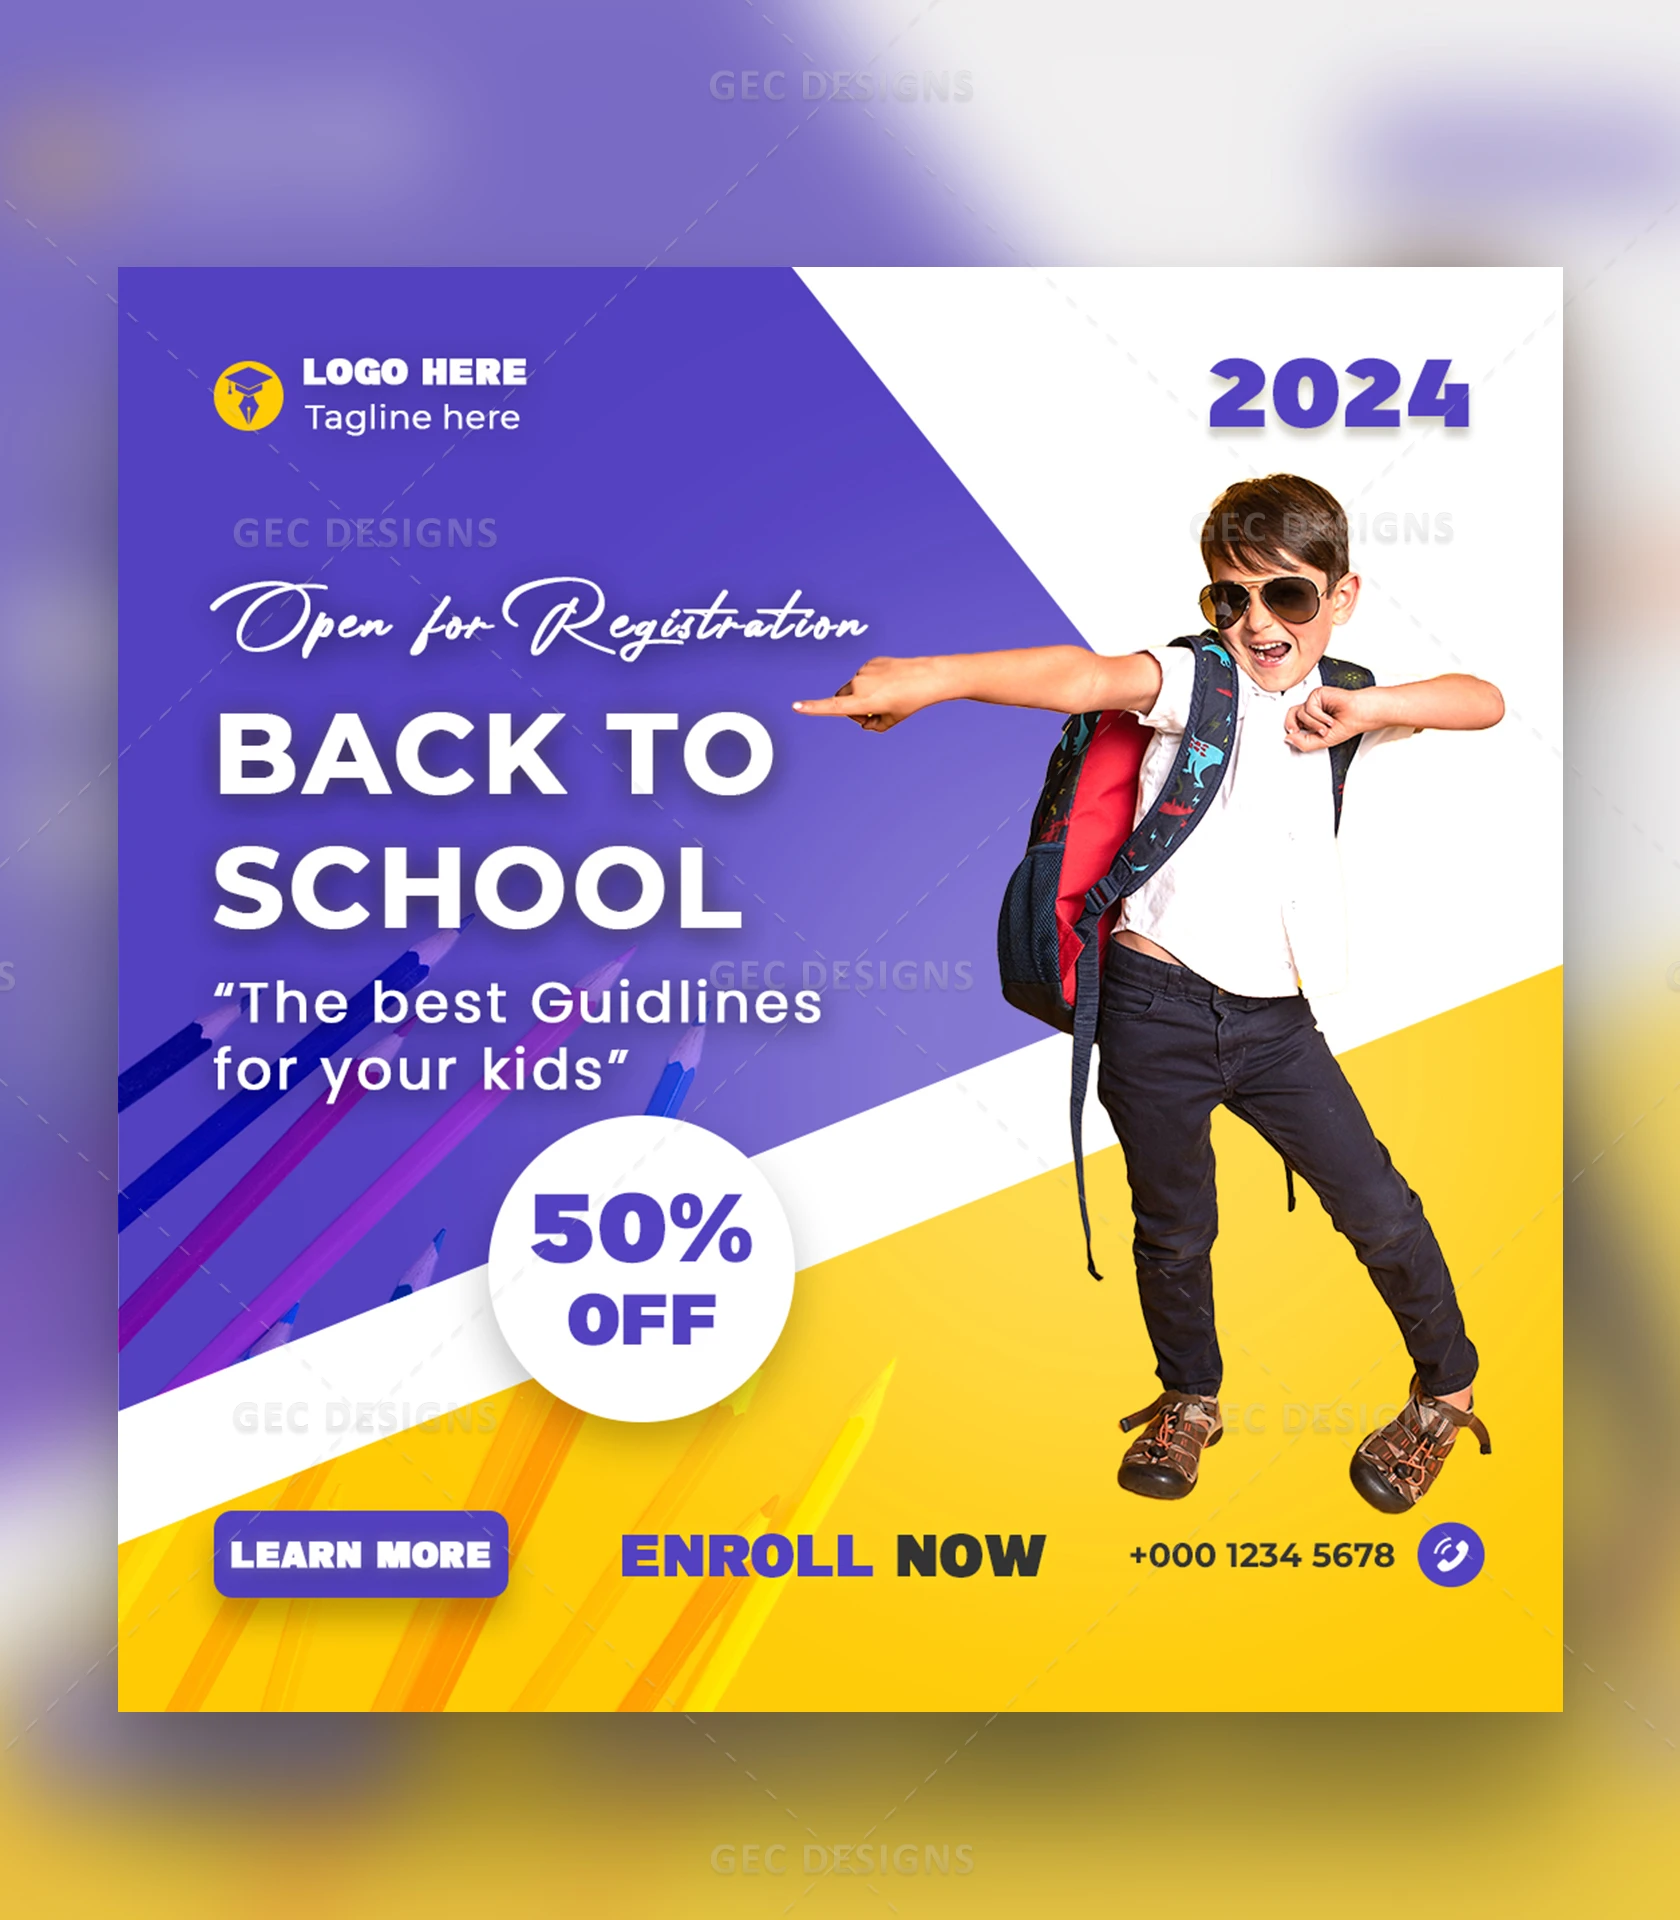 GEC DESIGNS
LOGO HERE
Tagline here
2024
GEC DESIGNS
GEC DESIGNS
Open for Registration
BACK TO
SCHOOL
GEC DESIGNS
“The best Guidlines
for your kids”
50%
OFF
GEC DESIGNS
GEC DESIGNS
LEARN MORE
ENROLL NOW
+000 1234 5678
GEC DESIGNS